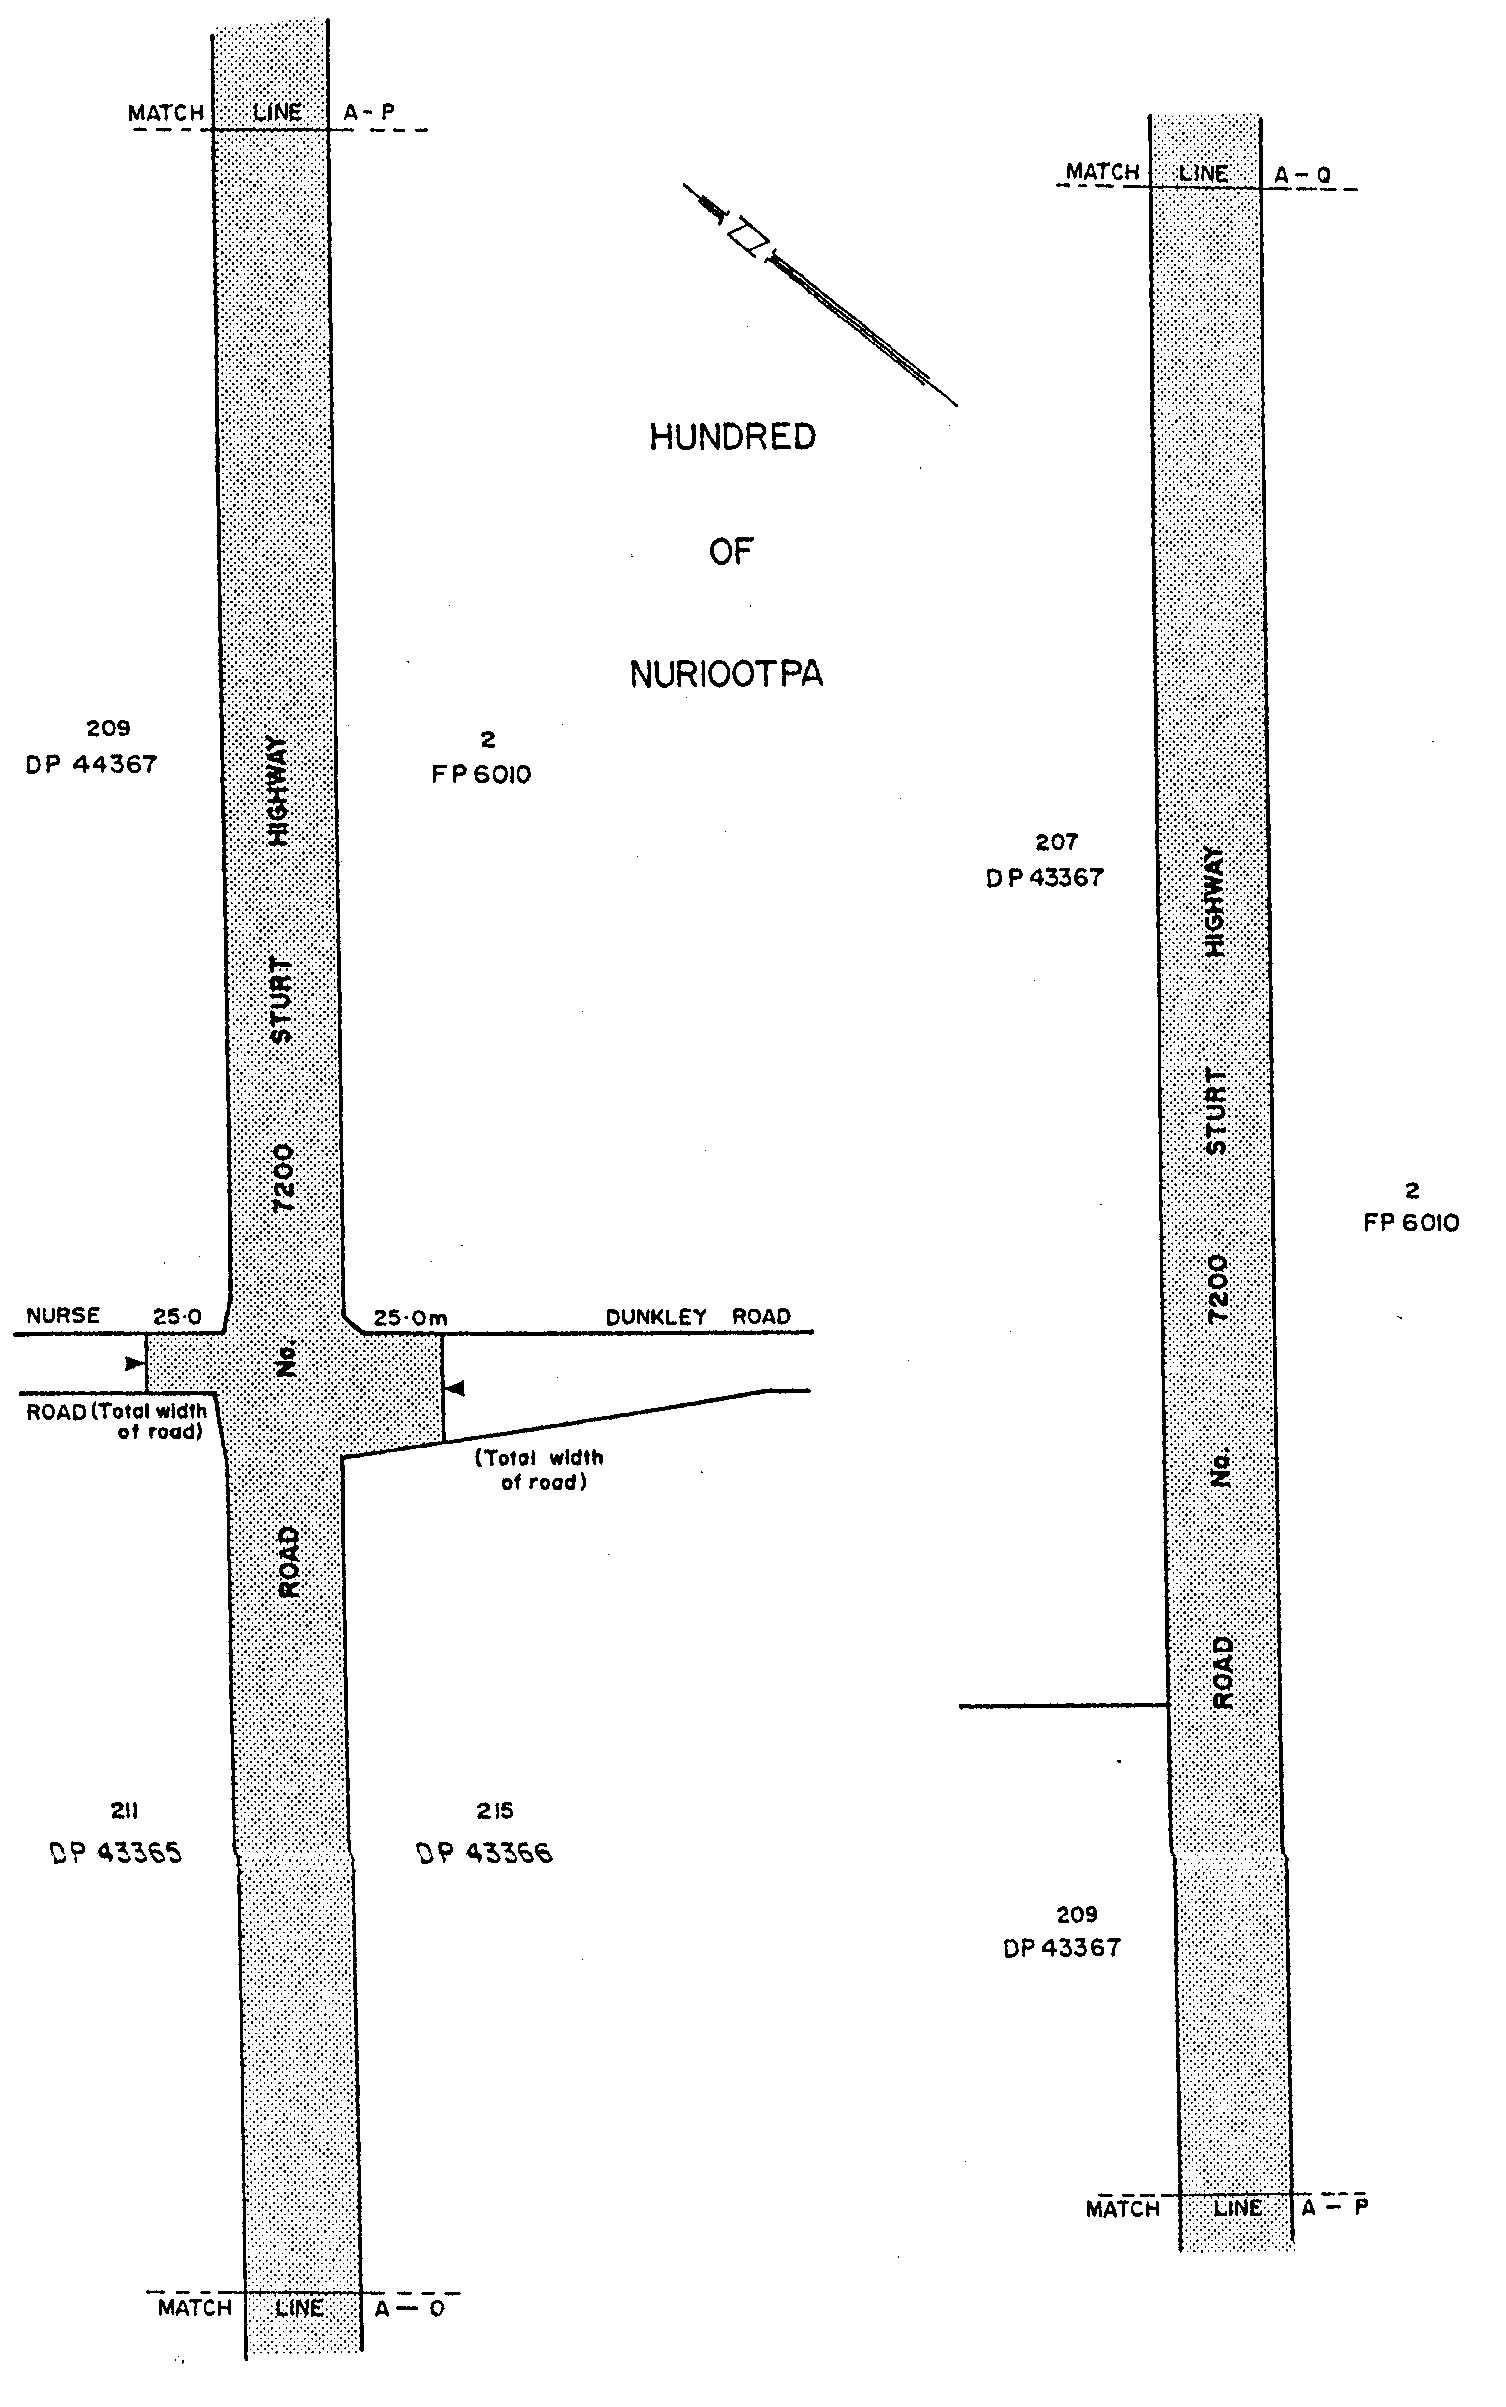 MATCH LINE A-P
209
DP 44367
2
FP 6010
HUNDRED
OF
NURIOOTPA
ROAD No. 7200 STURT HIGHWAY
NURSE 25.0
25.0m DUNKLEY ROAD
ROAD (Total width
of road)
(Total width
of road)
211
DP 43365
215
DP 43366
MATCH LINE A-O
MATCH LINE A-Q
207
DP 43367
ROAD No. 7200 STURT HIGHWAY
2
FP 6010
209
DP 43367
MATCH LINE A-P